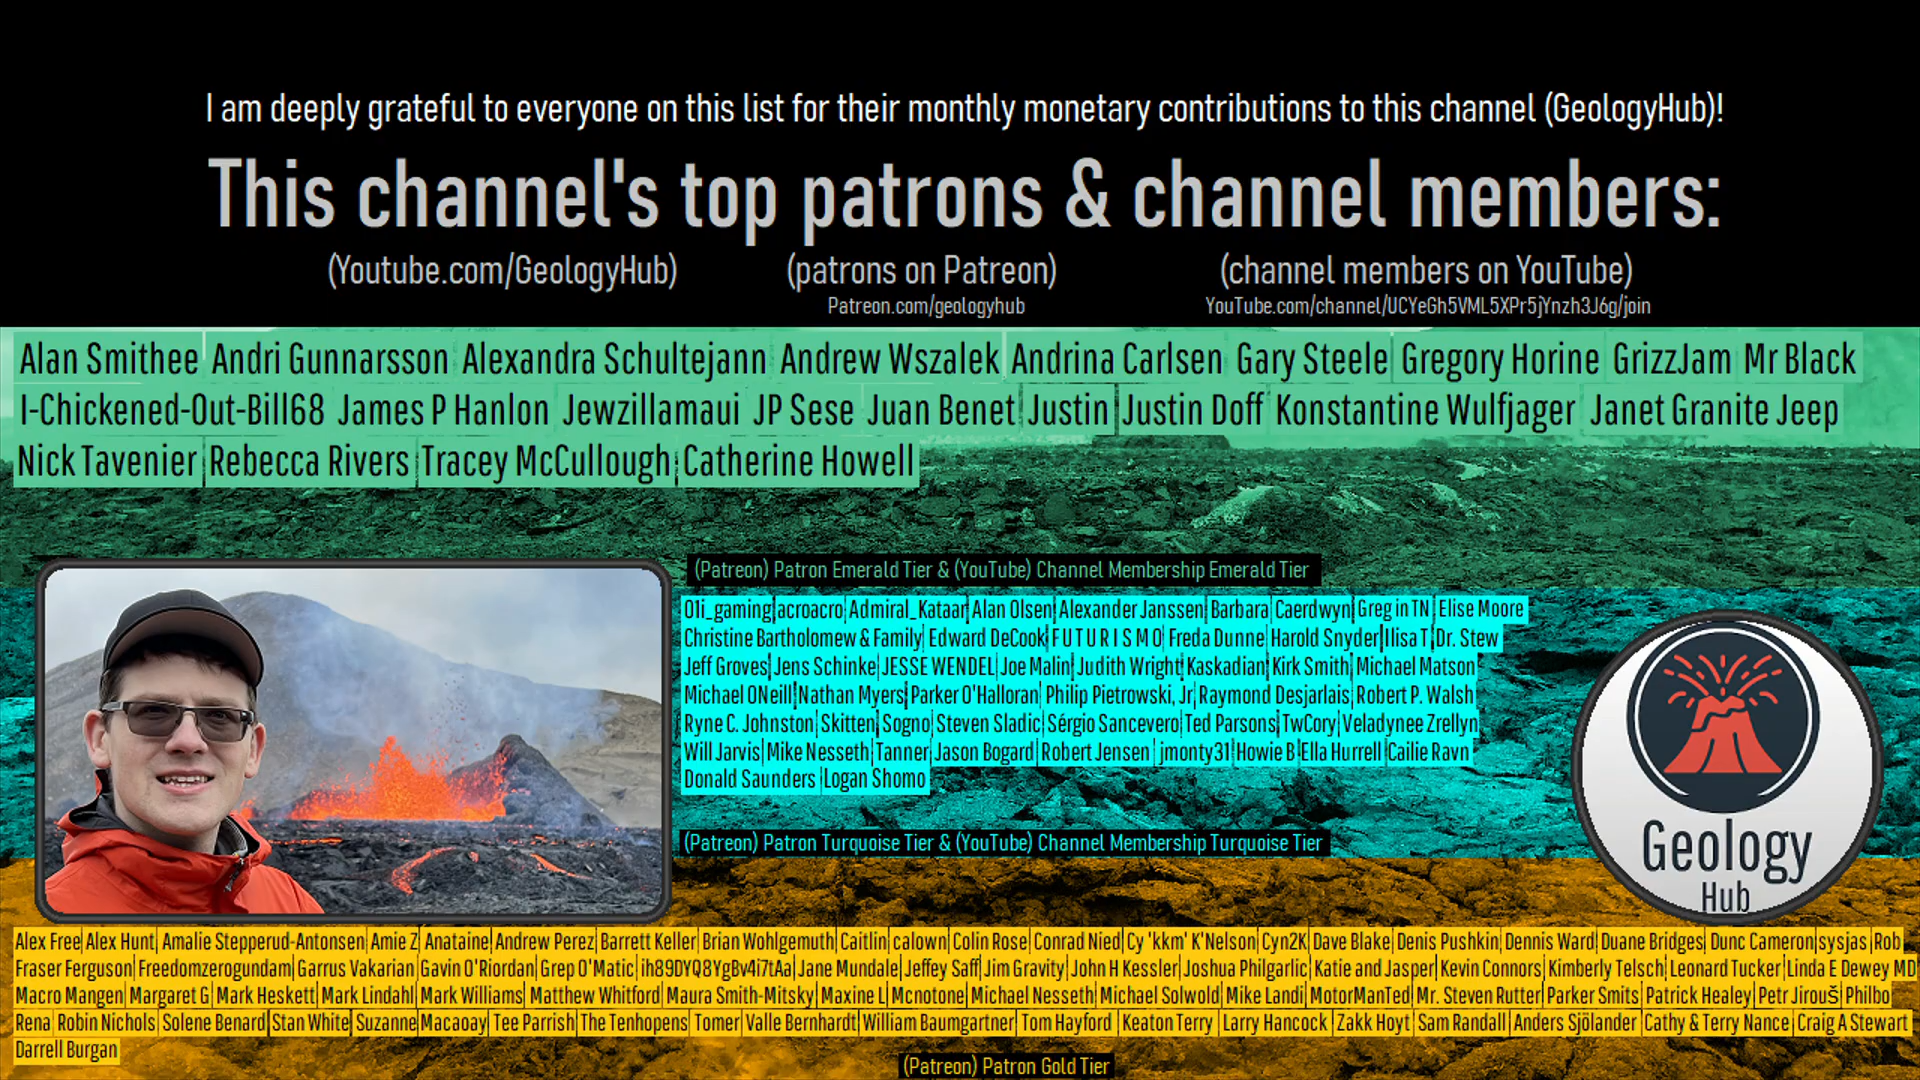 I am deeply grateful to everyone on this list for their monthly monetary contributions to this channel (GeologyHub)!
This channel's top patrons & channel members:
(Youtube.com/GeologyHub) (patrons on Patreon) (channel members on YouTube)
Patreon.com/geologyhub YouTube.com/channel/UCYeGh5VML5XPr5jYnzh3J6g/join
Alan Smithee Andri Gunnarsson Alexandra Schultejann Andrew Wszalek Andrina Carlsen Gary Steele Gregory Horine GrizzJam Mr Black
I-Chickened-Out-Bill68 James P Hanlon Jewzillamaui JP Sese Juan Benet Justin Justin Doff Konstantine Wulfjager Janet Granite Jeep
Nick Tavenier Rebecca Rivers Tracey McCullough Catherine Howell
(Patreon) Patron Emerald Tier & (YouTube) Channel Membership Emerald Tier
01i_gaming acroacro Admiral_Kataar Alan Olsen Alexander Janssen Barbara Caerdwyn Greg in TN Elise Moore
Christine Bartholomew & Family Edward DeCook F U T U R I S M O Freda Dunne Harold Snyder Ilisa T Dr. Stew
Jeff Groves Jens Schinke JESSE WENDEL Joe Malin Judith Wright Kaskadian Kirk Smith Michael Matson
Michael ONeill Nathan Myers Parker O'Halloran Philip Pietrowski, Jr Raymond Desjarlais Robert P. Walsh
Ryne C. Johnston Skitten Sogno Steven Sladic Sérgio Sancevero Ted Parsons TwCory Veladynee Zrellyn
Will Jarvis Mike Nesseth Tanner Jason Bogard Robert Jensen jmonty31 Howie B Ella Hurrell Cailie Ravn
Donald Saunders Logan Shomo
(Patreon) Patron Turquoise Tier & (YouTube) Channel Membership Turquoise Tier
Geology
Hub
Alex Free Alex Hunt Amalie Stepperud-Antonsen Amie Z Anataine Andrew Perez Barrett Keller Brian Wohlgemuth Caitlin calown Colin Rose Conrad Nied Cy 'kkm' K'Nelson Cyn2K Dave Blake Denis Pushkin Dennis Ward Duane Bridges Dunc Cameron sysjas Rob
Fraser Ferguson Freedomzerogundam Garrus Vakarian Gavin O'Riordan Grep O'Matic ih89DYQ8YgBv4i7tAa Jane Mundale Jeffey Saff Jim Gravity John H Kessler Joshua Philgarlic Katie and Jasper Kevin Connors Kimberly Telsch Leonard Tucker Linda E Dewey MD
Macro Mangen Margaret G Mark Heskett Mark Lindahl Mark Williams Matthew Whitford Maura Smith-Mitsky Maxine L Mcnotone Michael Nesseth Michael Solwold Mike Landi MotorManTed Mr. Steven Rutter Parker Smits Patrick Healey Petr Jirouš Philbo
Rena Robin Nichols Solene Benard Stan White Suzanne Macaoay Tee Parrish The Tenhopens Tomer Valle Bernhardt William Baumgartner Tom Hayford Keaton Terry Larry Hancock Zakk Hoyt Sam Randall Anders Sjölander Cathy & Terry Nance Craig A Stewart
Darrell Burgan
(Patreon) Patron Gold Tier